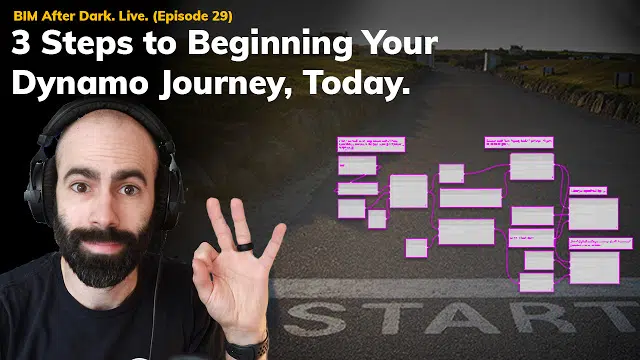 BIM After Dark. Live. (Episode 29)
3 Steps to Beginning Your
Dynamo Journey, Today.
START